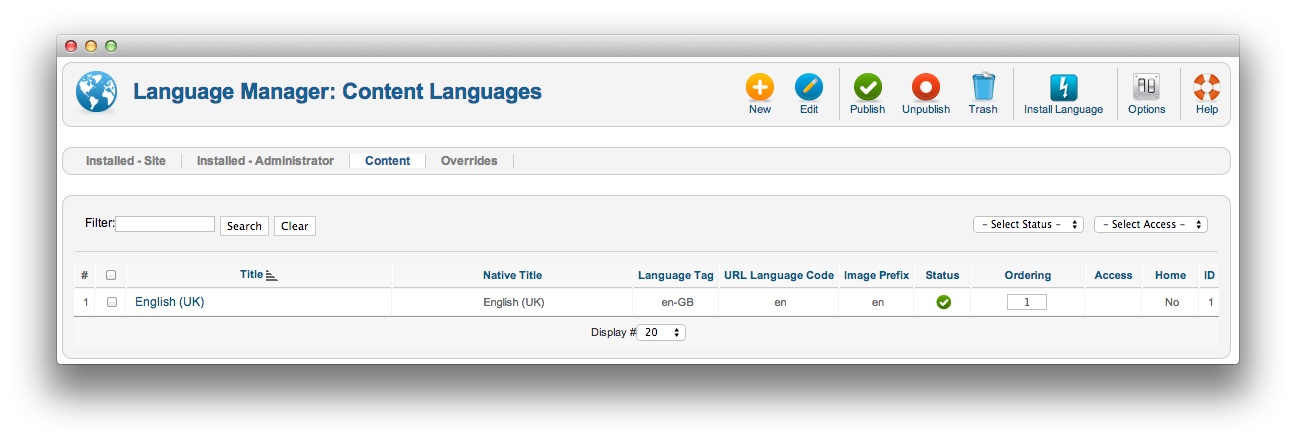 Language Manager: Content Languages
New Edit Publish Unpublish Trash Install Language Options Help
Installed - Site Installed - Administrator Content Overrides
Filter: Search Clear - Select Status - - Select Access -
# Title Native Title Language Tag URL Language Code Image Prefix Status Ordering Access Home ID
1 English (UK) English (UK) en-GB en en 1 No 1
Display # 20